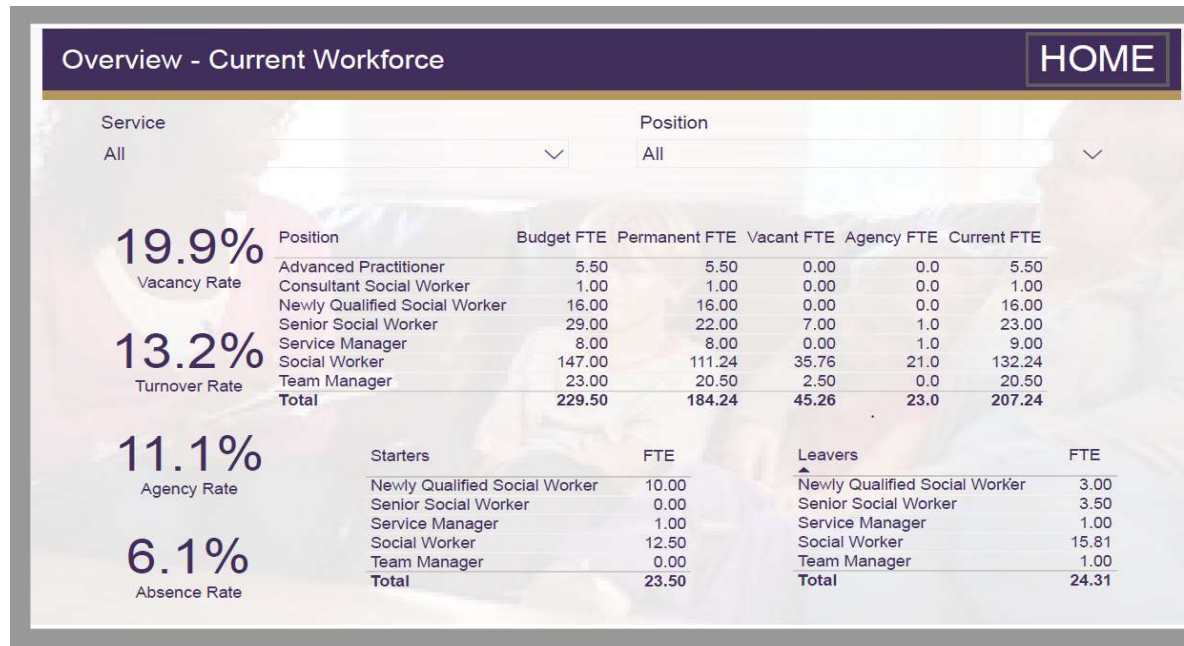 Overview - Current Workforce HOME
Service Position
All All
19.9%
Vacancy Rate
13.2%
Turnover Rate
11.1%
Agency Rate
6.1%
Absence Rate
Position Budget FTE Permanent FTE Vacant FTE Agency FTE Current FTE
Advanced Practitioner 5.50 5.50 0.00 0.0 5.50
Consultant Social Worker 1.00 1.00 0.00 0.0 1.00
Newly Qualified Social Worker 16.00 16.00 0.00 0.0 16.00
Senior Social Worker 29.00 22.00 7.00 1.0 23.00
Service Manager 8.00 8.00 0.00 1.0 9.00
Social Worker 147.00 111.24 35.76 21.0 132.24
Team Manager 23.00 20.50 2.50 0.0 20.50
Total 229.50 184.24 45.26 23.0 207.24
Starters FTE
Newly Qualified Social Worker 10.00
Senior Social Worker 0.00
Service Manager 1.00
Social Worker 12.50
Team Manager 0.00
Total 23.50
Leavers FTE
Newly Qualified Social Worker 3.00
Senior Social Worker 3.50
Service Manager 1.00
Social Worker 15.81
Team Manager 1.00
Total 24.31